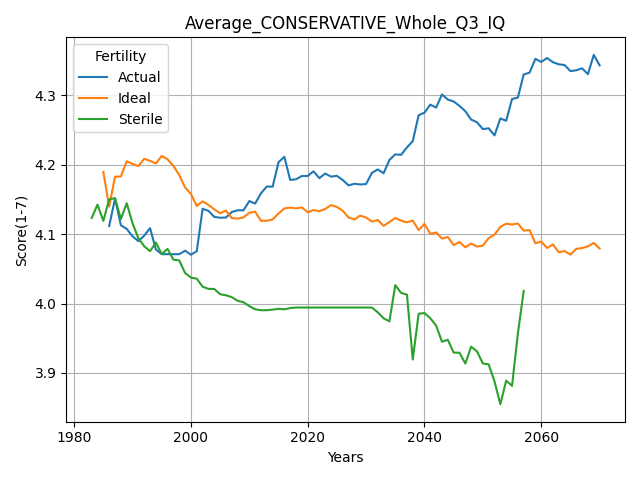 Average_CONSERVATIVE_Whole_Q3_IQ
Fertility
Actual
Ideal
Sterile
Score(1-7)
4.3
4.2
4.1
4.0
3.9
1980 2000 2020 2040 2060
Years